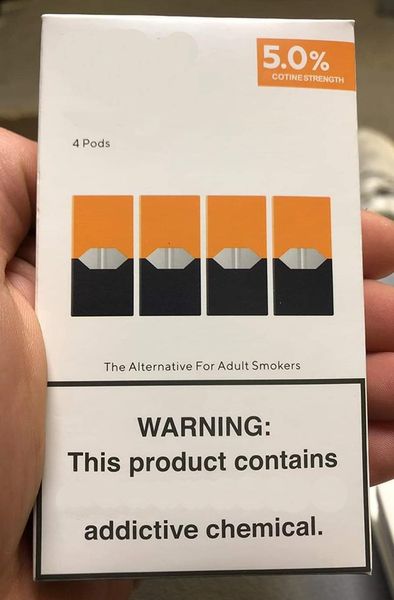 5.0%
COTINE STRENGTH
4 Pods
The Alternative For Adult Smokers
WARNING:
This product contains
addictive chemical.